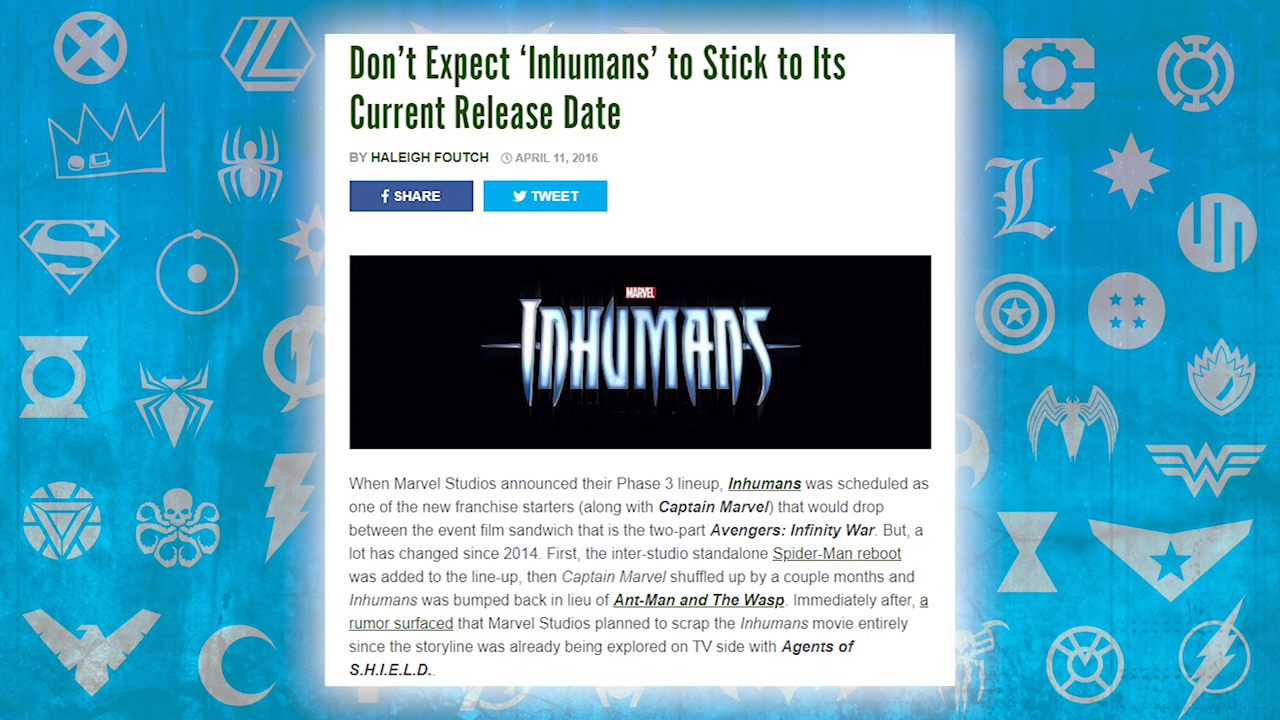 Don’t Expect ‘Inhumans’ to Stick to Its
Current Release Date
BY HALEIGH FOUTCH APRIL 11, 2016
f SHARE TWEET
MARVEL
INHUMANS
When Marvel Studios announced their Phase 3 lineup, Inhumans was scheduled as
one of the new franchise starters (along with Captain Marvel) that would drop
between the event film sandwich that is the two-part Avengers: Infinity War. But, a
lot has changed since 2014. First, the inter-studio standalone Spider-Man reboot
was added to the line-up, then Captain Marvel shuffled up by a couple months and
Inhumans was bumped back in lieu of Ant-Man and The Wasp. Immediately after, a
rumor surfaced that Marvel Studios planned to scrap the Inhumans movie entirely
since the storyline was already being explored on TV side with Agents of
S.H.I.E.L.D..